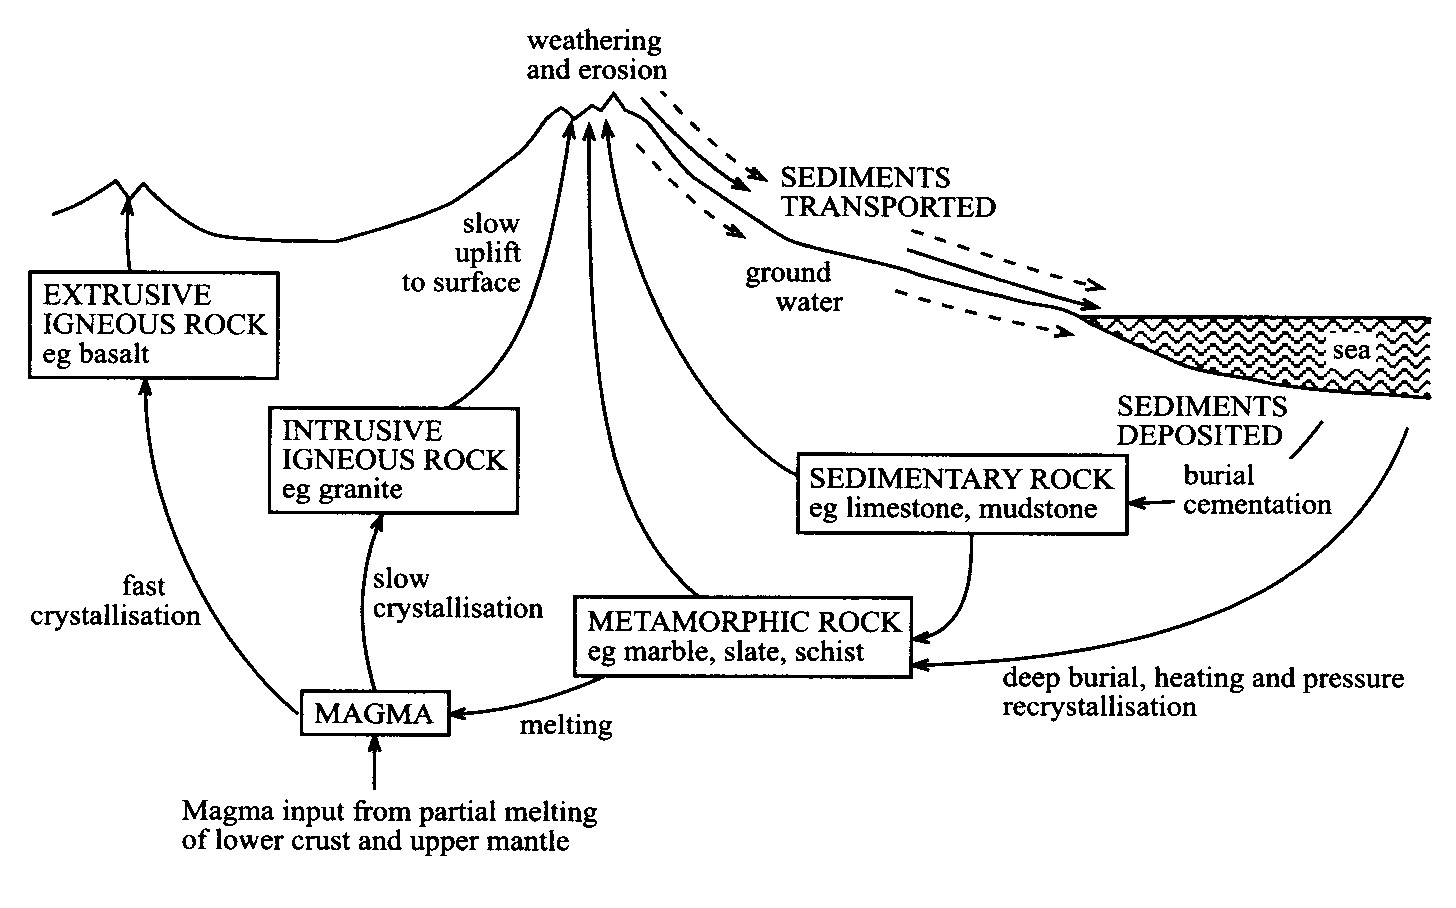 weathering
and erosion
SEDIMENTS
TRANSPORTED
slow
uplift
to surface
ground
water
EXTRUSIVE
IGNEOUS ROCK
eg basalt
sea
SEDIMENTS
DEPOSITED
INTRUSIVE
IGNEOUS ROCK
eg granite
SEDIMENTARY ROCK
eg limestone, mudstone
burial
cementation
fast
crystallisation
slow
crystallisation
METAMORPHIC ROCK
eg marble, slate, schist
deep burial, heating and pressure
recrystallisation
MAGMA
melting
Magma input from partial melting
of lower crust and upper mantle